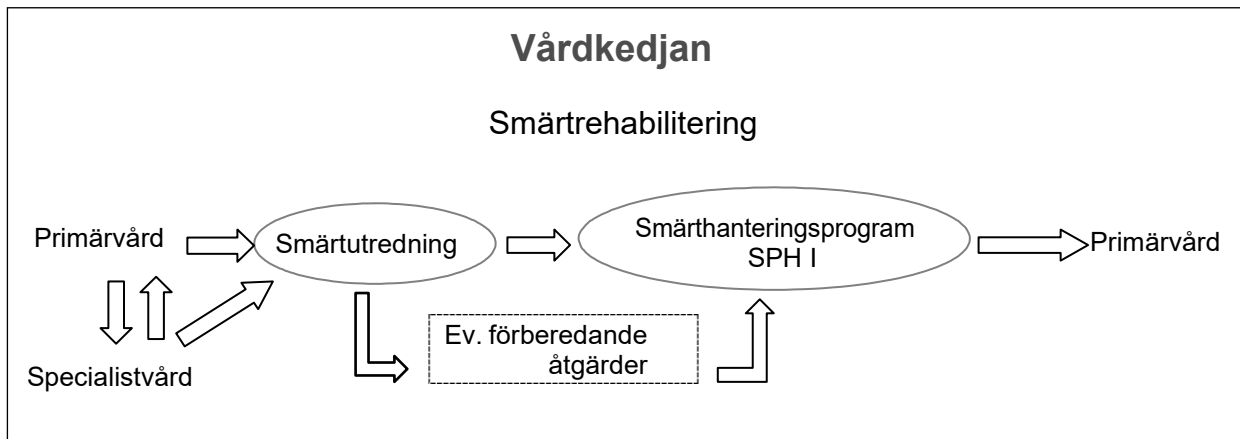 Vårdkedjan
Smärtrehabilitering
Primärvård
Smärtutredning
Smärthanteringsprogram
SPH I
Primärvård
Specialistvård
Ev. förberedande
åtgärder